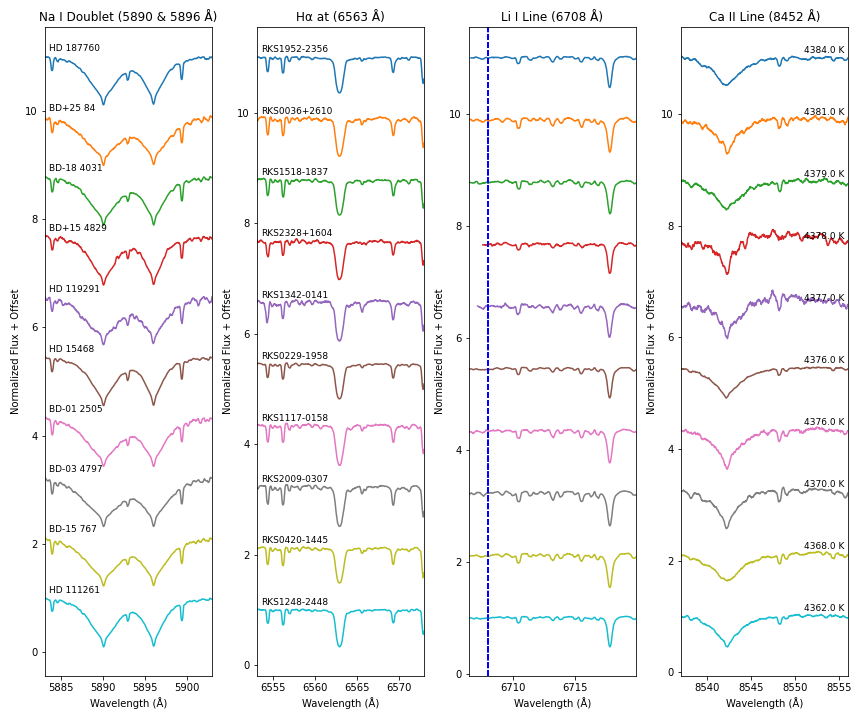 Na I Doublet (5890 & 5896 Å)
Hα at (6563 Å)
Li I Line (6708 Å)
Ca II Line (8452 Å)
HD 187760
BD+25 84
BD-18 4031
BD+15 4829
HD 119291
HD 15468
BD-01 2505
BD-03 4797
BD-15 767
HD 111261
Normalized Flux + Offset
10
8
6
4
2
0
5885
5890
5895
5900
Wavelength (Å)
RKS1952-2356
RKS0036+2610
RKS1518-1837
RKS2328+1604
RKS1342-0141
RKS0229-1958
RKS1117-0158
RKS2009-0307
RKS0420-1445
RKS1248-2448
Normalized Flux + Offset
10
8
6
4
2
0
6555
6560
6565
6570
Wavelength (Å)
Normalized Flux + Offset
10
8
6
4
2
0
6710
6715
Wavelength (Å)
4384.0 K
4381.0 K
4379.0 K
4378.0 K
4377.0 K
4376.0 K
4376.0 K
4370.0 K
4368.0 K
4362.0 K
Normalized Flux + Offset
10
8
6
4
2
0
8540
8545
8550
8555
Wavelength (Å)